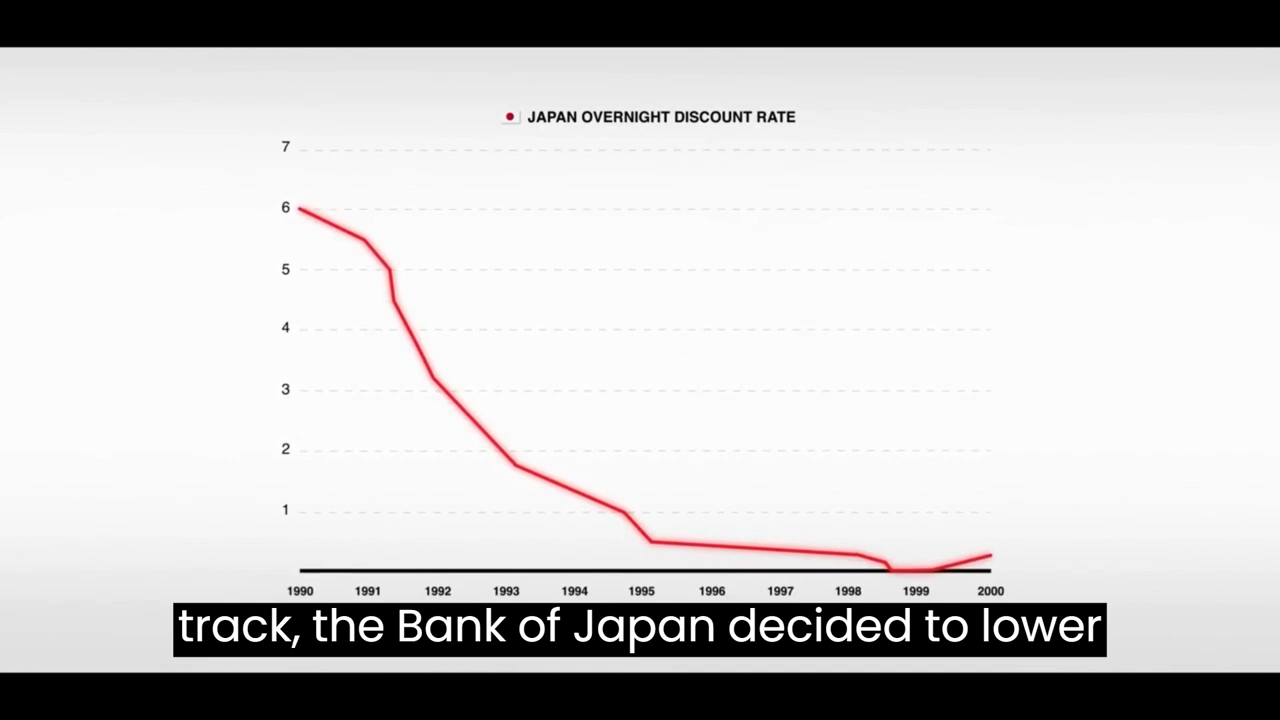 JAPAN OVERNIGHT DISCOUNT RATE
7
6
5
4
3
2
1
1990 1991 1992 1993 1994 1995 1996 1997 1998 1999 2000
track, the Bank of Japan decided to lower